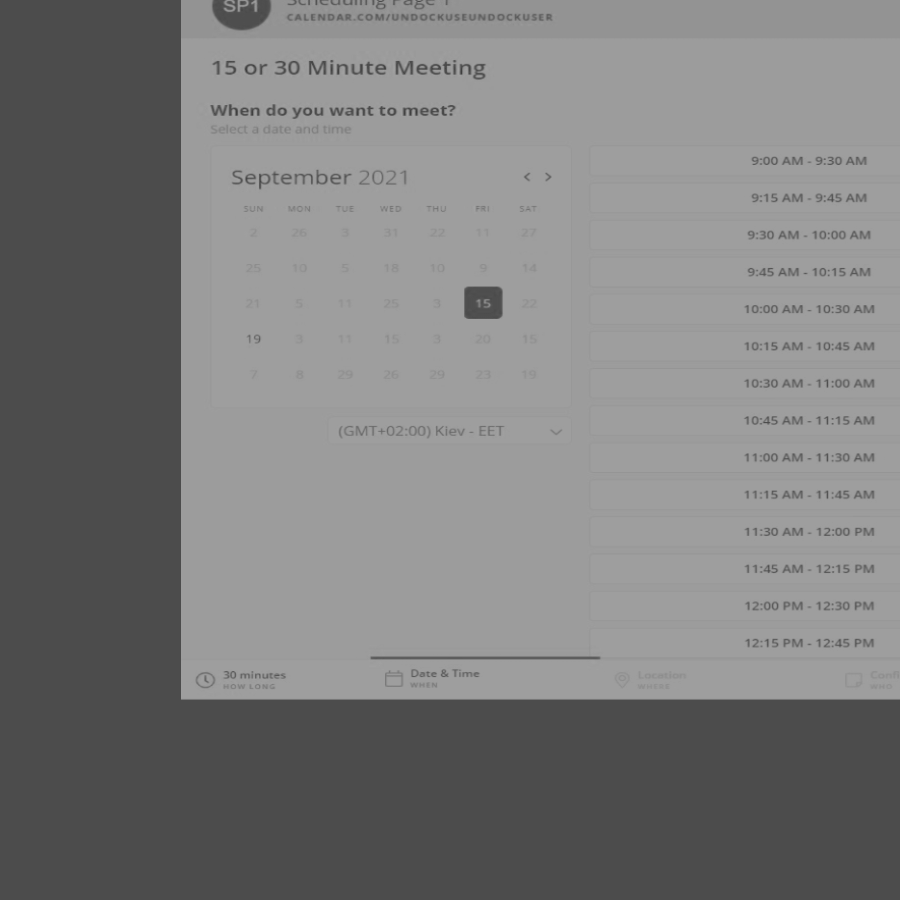 SP1
Scheduling Page 1
CALENDAR.COM/UNDOCKUSEUNDOCKUSER
15 or 30 Minute Meeting
When do you want to meet?
Select a date and time
September 2021 < >
SUN MON TUE WED THU FRI SAT
2 26 3 31 22 11 27
25 10 5 18 10 9 14
21 5 11 25 3 15 22
19 3 11 15 3 20 15
7 8 29 26 29 23 19
(GMT+02:00) Kiev - EET
9:00 AM - 9:30 AM
9:15 AM - 9:45 AM
9:30 AM - 10:00 AM
9:45 AM - 10:15 AM
10:00 AM - 10:30 AM
10:15 AM - 10:45 AM
10:30 AM - 11:00 AM
10:45 AM - 11:15 AM
11:00 AM - 11:30 AM
11:15 AM - 11:45 AM
11:30 AM - 12:00 PM
11:45 AM - 12:15 PM
12:00 PM - 12:30 PM
12:15 PM - 12:45 PM
30 minutes
HOW LONG
Date & Time
WHEN
Location
WHERE
WHO